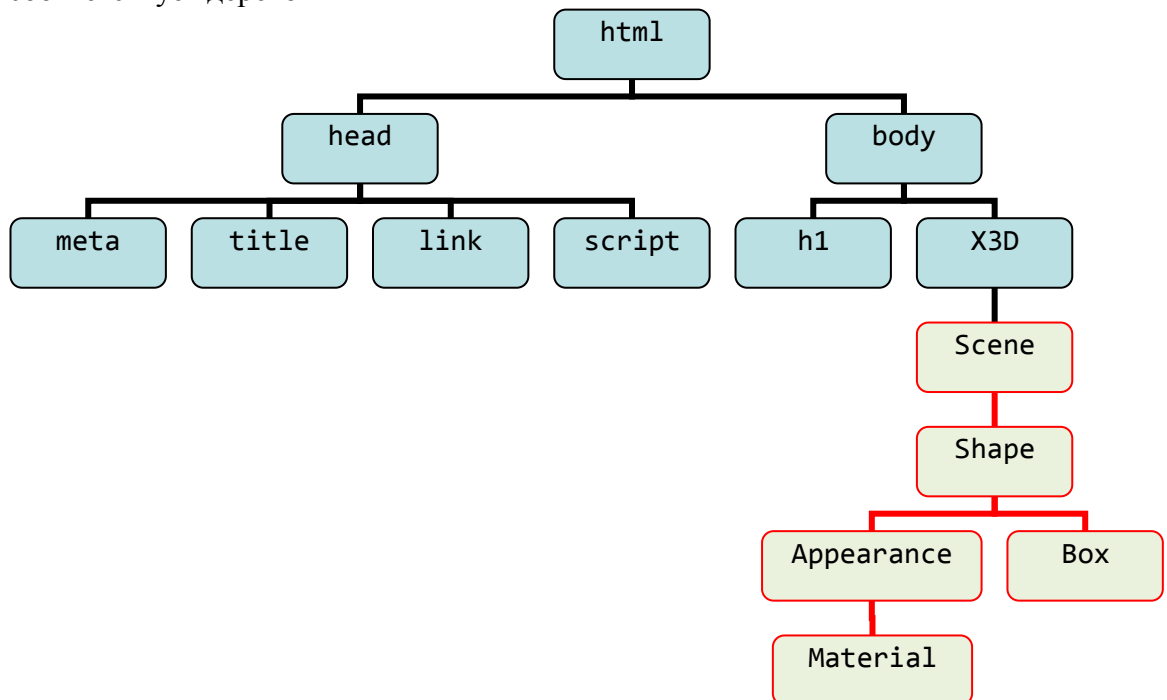 html
head
body
meta
title
link
script
h1
X3D
Scene
Shape
Appearance
Box
Material